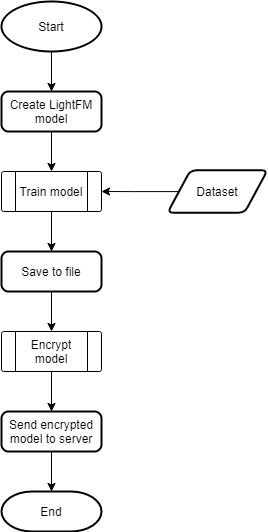 Start
Create LightFM
model
Train model
Dataset
Save to file
Encrypt
model
Send encrypted
model to server
End